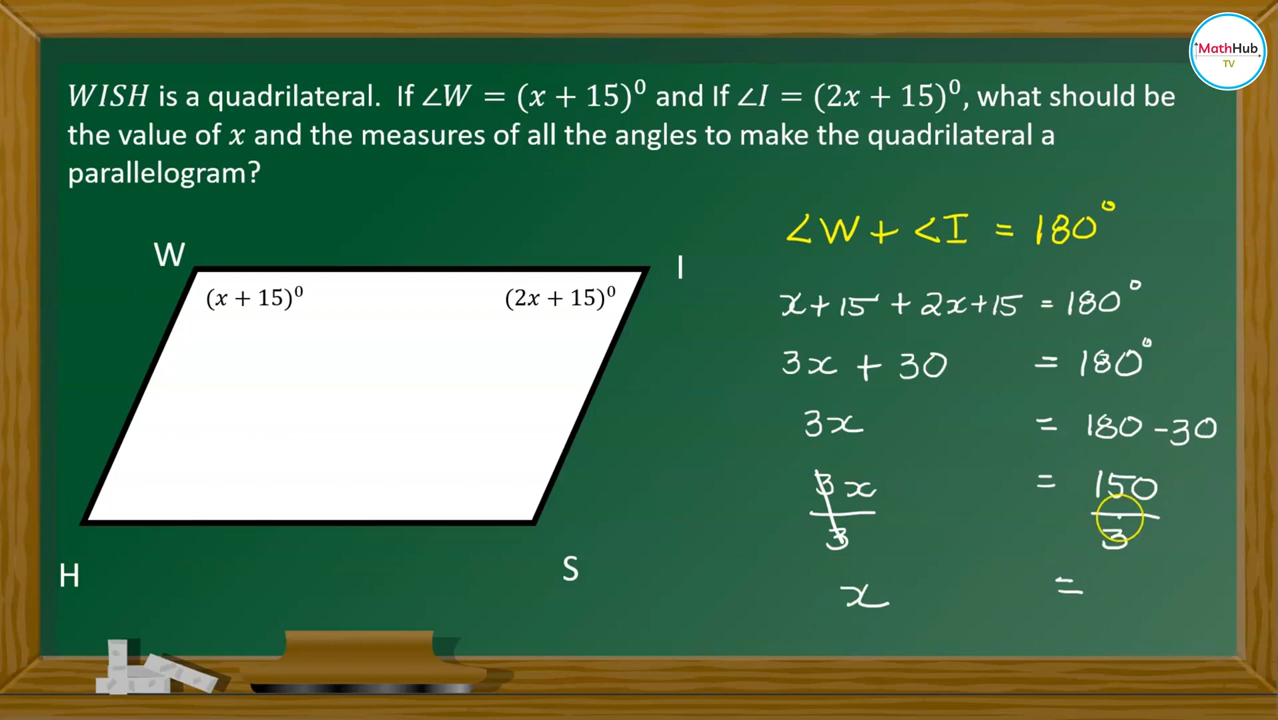 MathHub
TV
WISH is a quadrilateral. If ∠W = (x + 15)⁰ and If ∠I = (2x + 15)⁰, what should be
the value of x and the measures of all the angles to make the quadrilateral a
parallelogram?
W
I
(x + 15)⁰
(2x + 15)⁰
H
S
∠W + ∠I = 180°
x + 15 + 2x + 15 = 180°
3x + 30 = 180°
3x = 180 - 30
3x = 150
3 3
x =